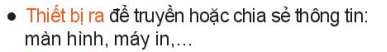 ● Thiết bị ra để truyền hoặc chia sẻ thông tin:
màn hình, máy in,...